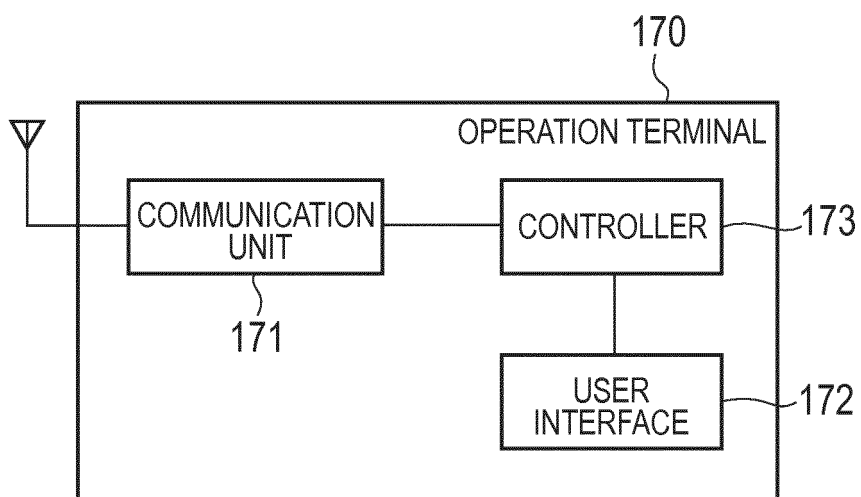 170
OPERATION TERMINAL
COMMUNICATION
UNIT
171
CONTROLLER
173
USER
INTERFACE
172